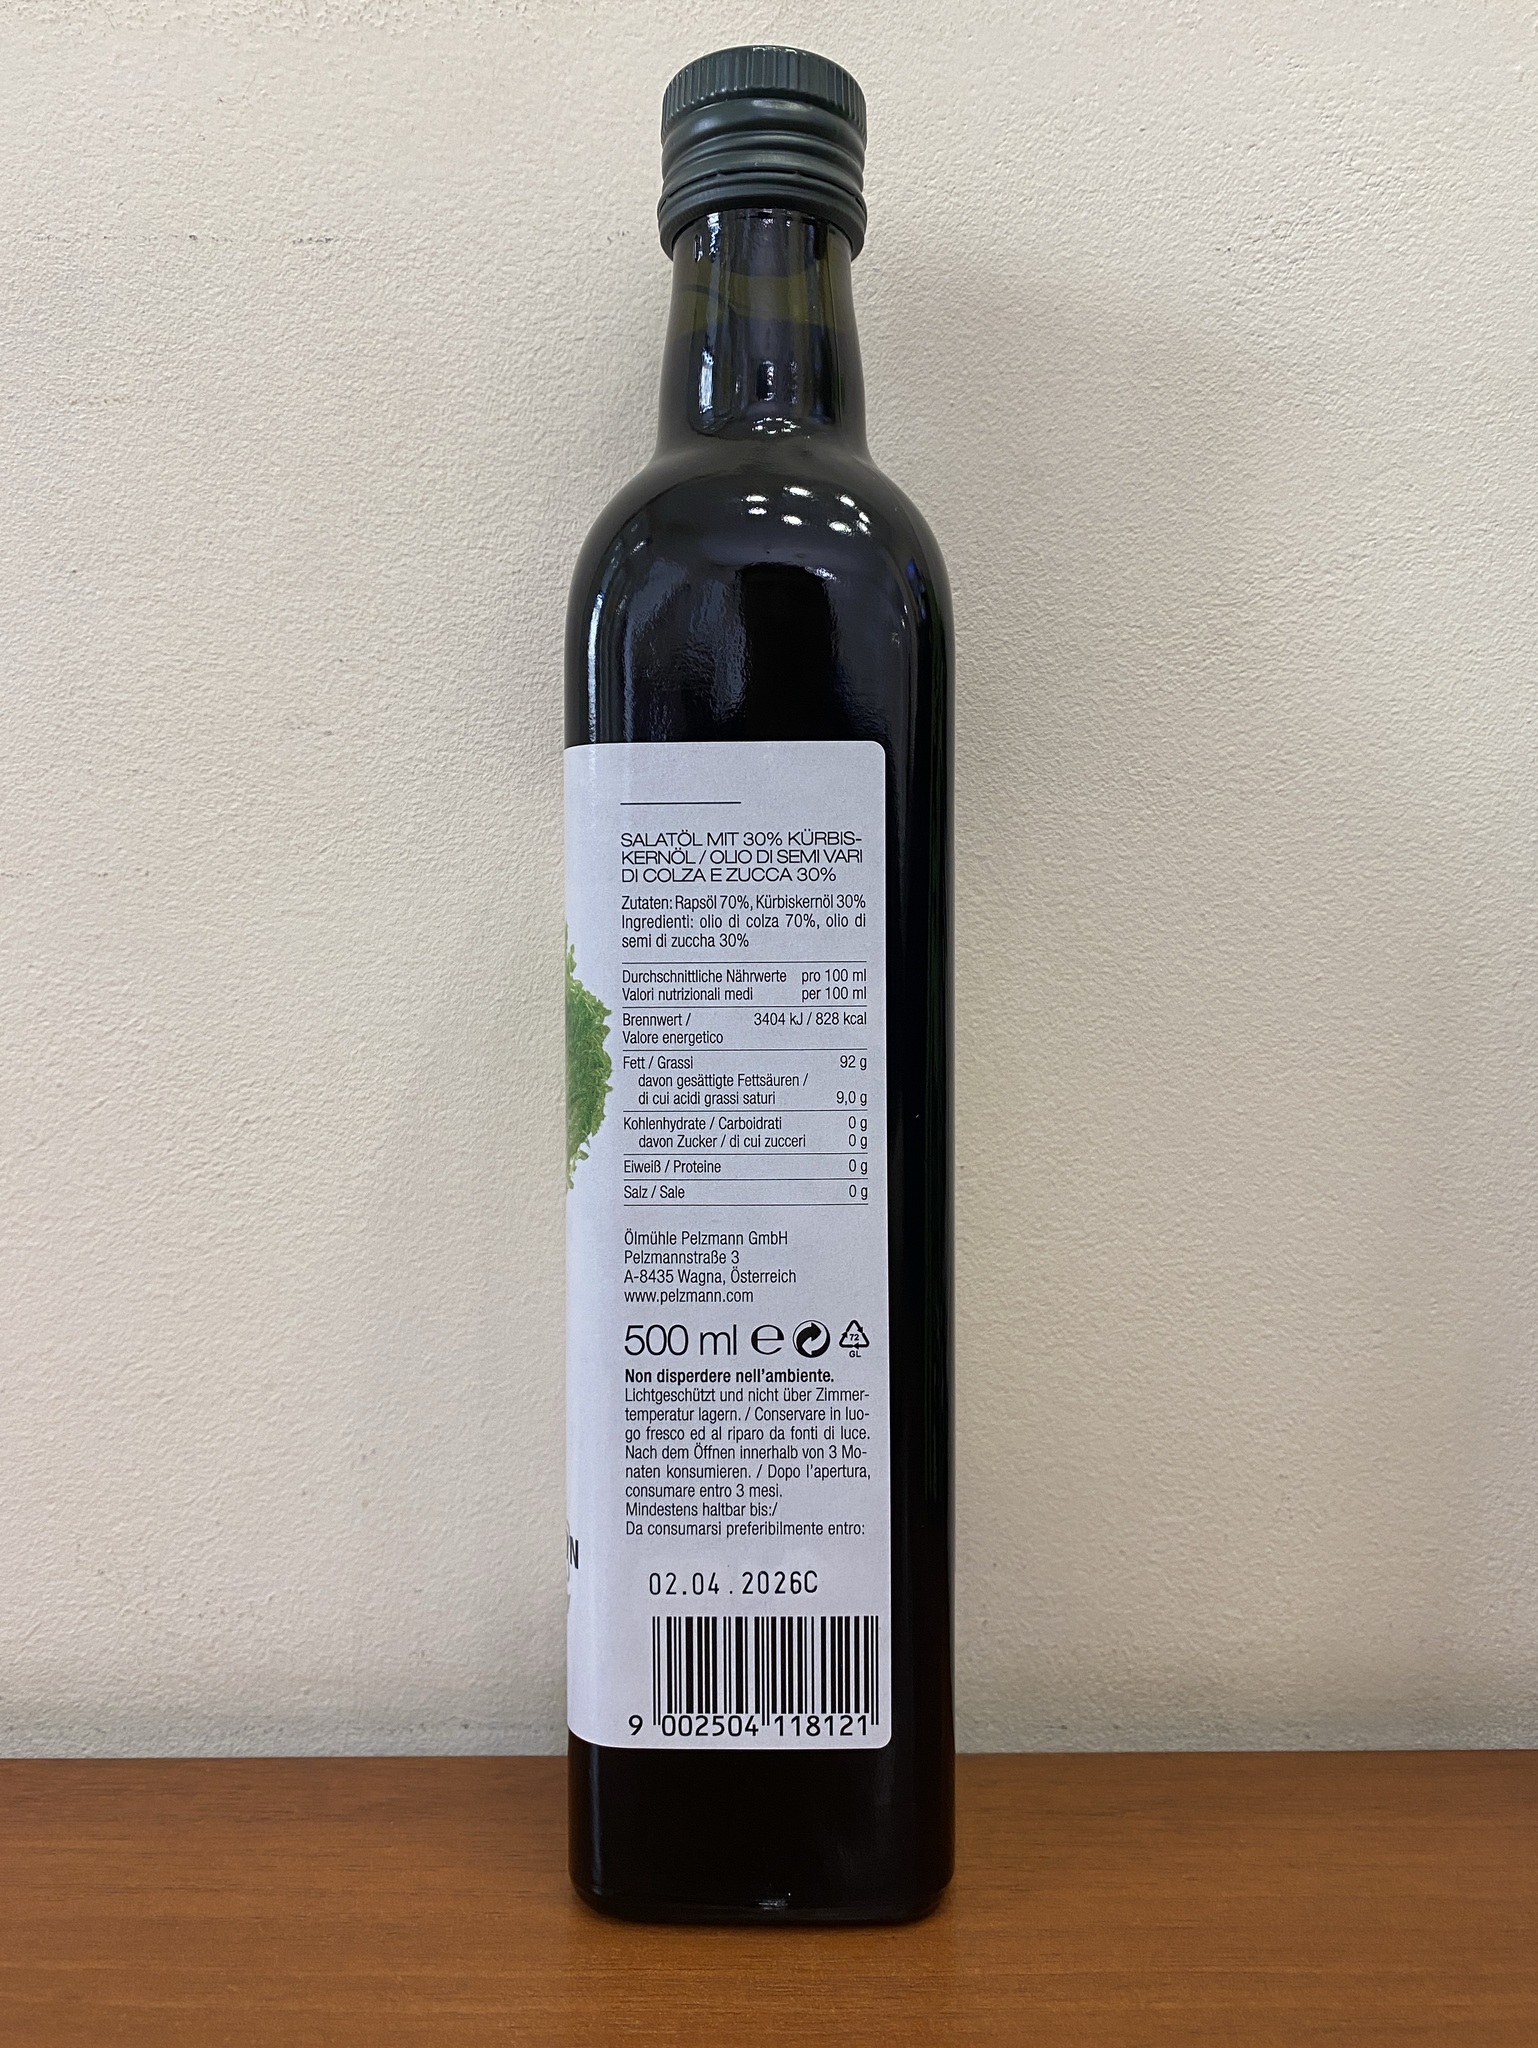 SALATÖL MIT 30% KÜRBIS-
KERNÖL / OLIO DI SEMI VARI
DI COLZA E ZUCCA 30%
Zutaten: Rapsöl 70%, Kürbiskernöl 30%
Ingredienti: olio di colza 70%, olio di
semi di zuccha 30%
Durchschnittliche Nährwerte pro 100 ml
Valori nutrizionali medi per 100 ml
Brennwert / 3404 kJ / 828 kcal
Valore energetico
Fett / Grassi 92 g
davon gesättigte Fettsäuren /
di cui acidi grassi saturi 9,0 g
Kohlenhydrate / Carboidrati 0 g
davon Zucker / di cui zuccheri 0 g
Eiweiß / Proteine 0 g
Salz / Sale 0 g
Ölmühle Pelzmann GmbH
Pelzmannstraße 3
A-8435 Wagna, Österreich
www.pelzmann.com
500 ml ℮ 72
GL
Non disperdere nell'ambiente.
Lichtgeschützt und nicht über Zimmer-
temperatur lagern. / Conservare in luo-
go fresco ed al riparo da fonti di luce.
Nach dem Öffnen innerhalb von 3 Mo-
naten konsumieren. / Dopo l'apertura,
consumare entro 3 mesi.
Mindestens haltbar bis:/
Da consumarsi preferibilmente entro:
02.04.2026C
9 002504 118121